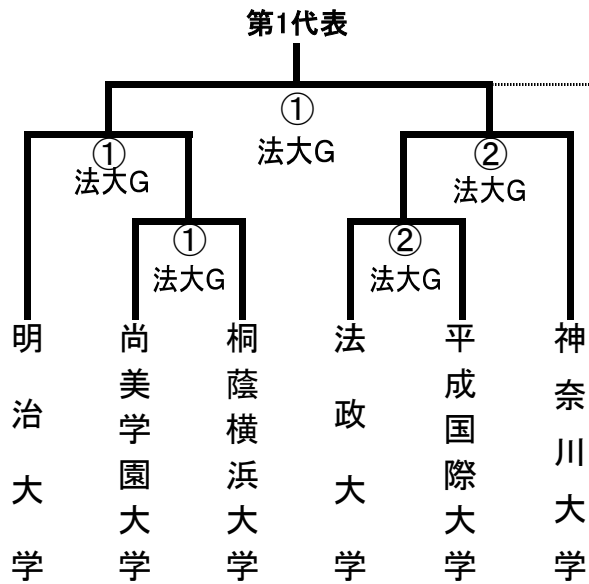 第1代表
①
法大G
①
法大G
②
法大G
①
法大G
②
法大G
明治大学
尚美学園大学
桐蔭横浜大学
法政大学
平成国際大学
神奈川大学